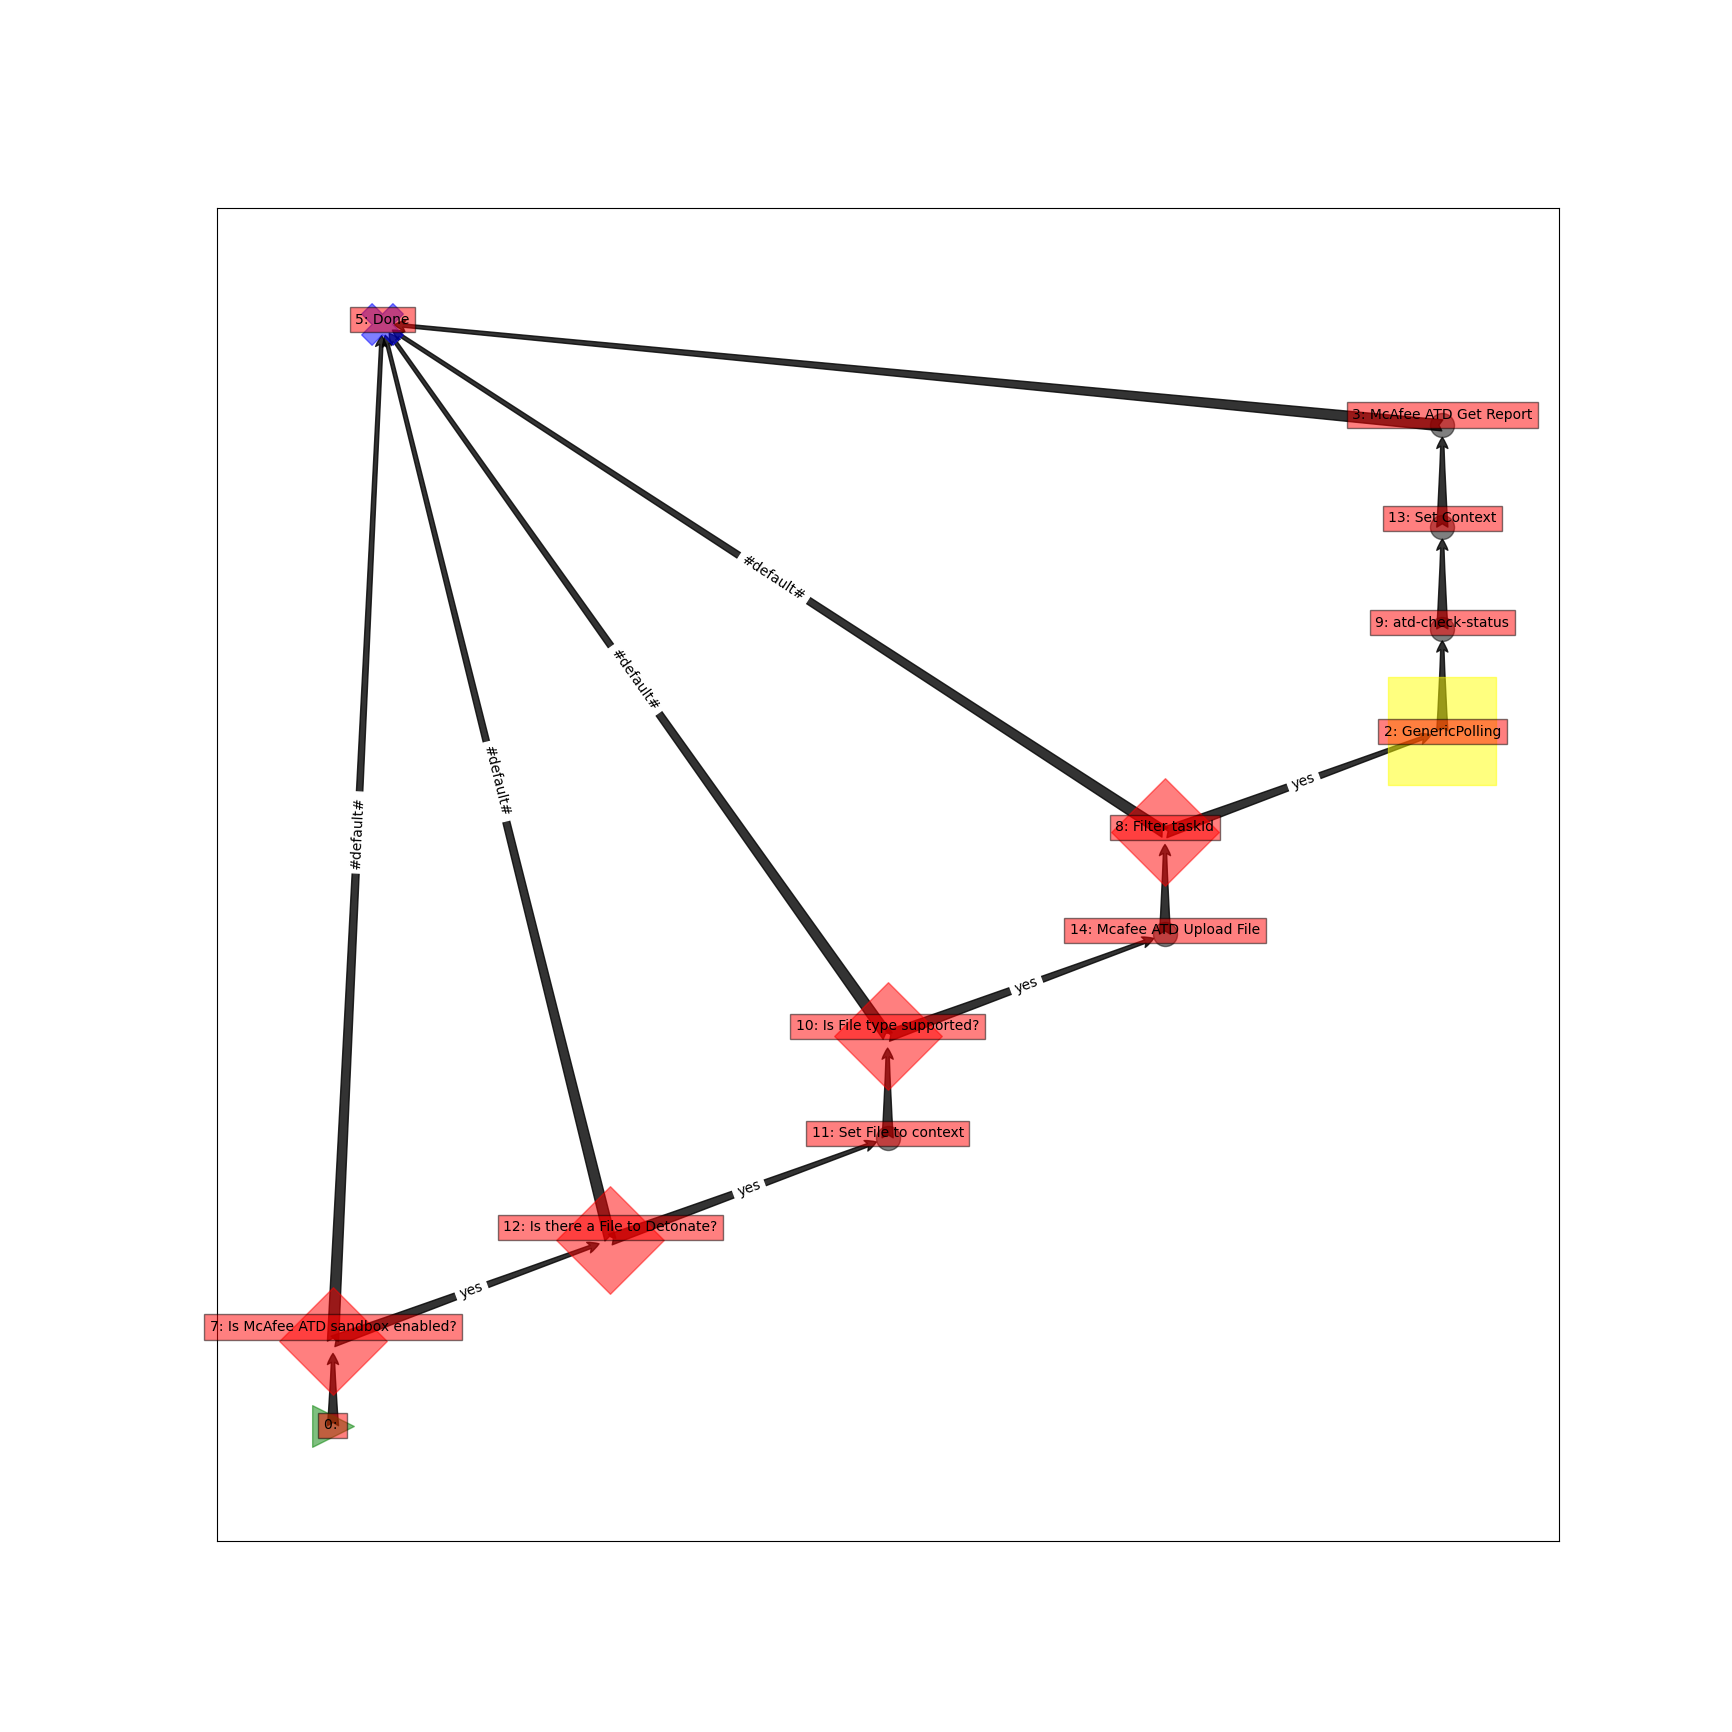 5: Done
3: McAfee ATD Get Report
13: Set Context
#default#
9: atd-check-status
#default#
2: GenericPolling
#default#
yes
#default#
8: Filter taskId
14: Mcafee ATD Upload File
yes
10: Is File type supported?
11: Set File to context
yes
12: Is there a File to Detonate?
yes
7: Is McAfee ATD sandbox enabled?
0: